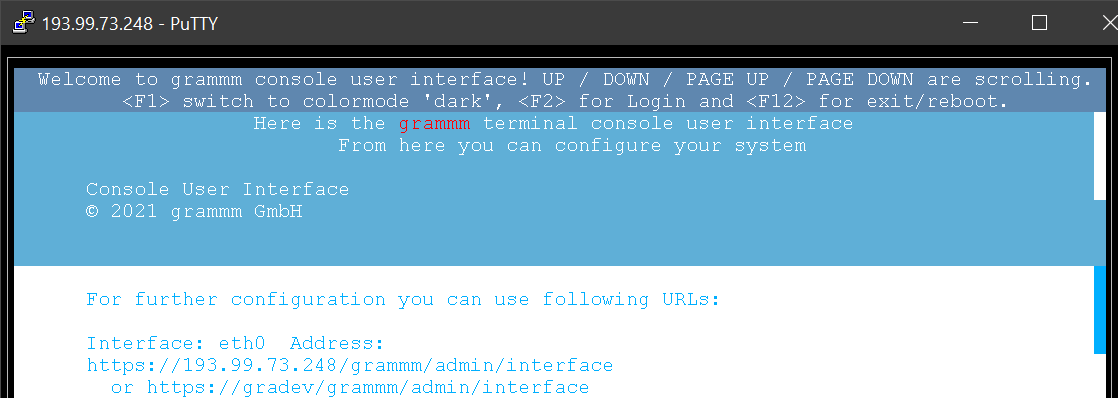 193.99.73.248 - PuTTY
Welcome to grammm console user interface! UP / DOWN / PAGE UP / PAGE DOWN are scrolling.
<F1> switch to colormode 'dark', <F2> for Login and <F12> for exit/reboot.
Here is the grammm terminal console user interface
From here you can configure your system
Console User Interface
© 2021 grammm GmbH
For further configuration you can use following URLs:
Interface: eth0  Address:
https://193.99.73.248/grammm/admin/interface
or https://gradev/grammm/admin/interface